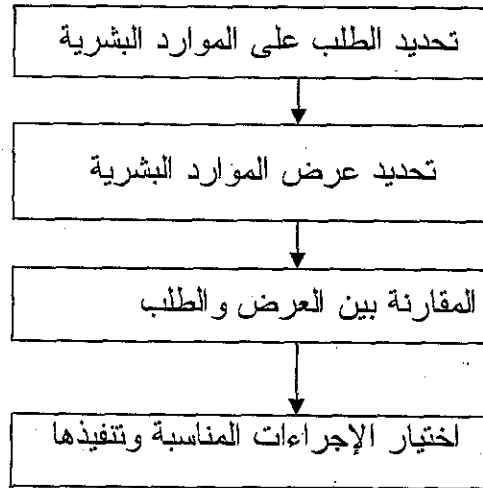 تحديد الطلب على الموارد البشرية
تحديد عرض الموارد البشرية
المقارنة بين العرض والطلب
اختيار الإجراءات المناسبة وتنفيذها